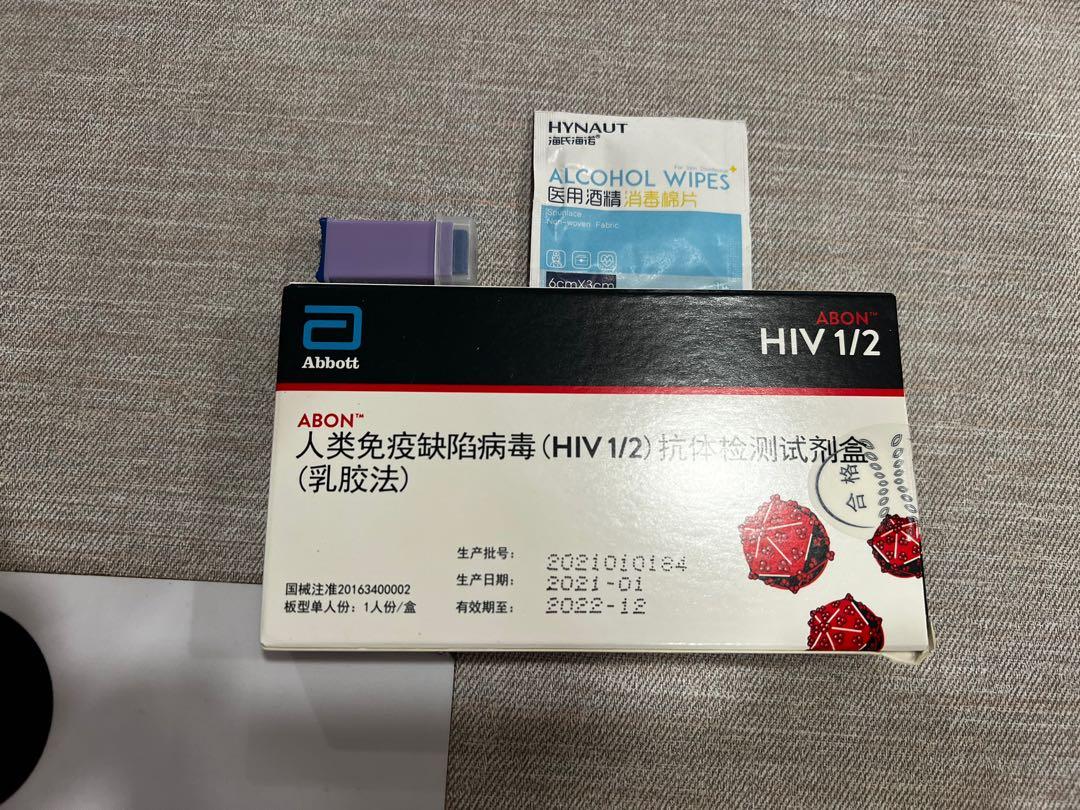 HYNAUT
海氏海诺®
ALCOHOL WIPES
医用酒精消毒棉片
Spunlace
Non-woven Fabric
6cmX3cm
Abbott
ABON™
HIV 1/2
ABON™
人类免疫缺陷病毒(HIV 1/2)抗体检测试剂盒
(乳胶法)
合格
生产批号: 2021010184
生产日期: 2021-01
有效期至: 2022-12
国械注准20163400002
板型单人份: 1人份/盒